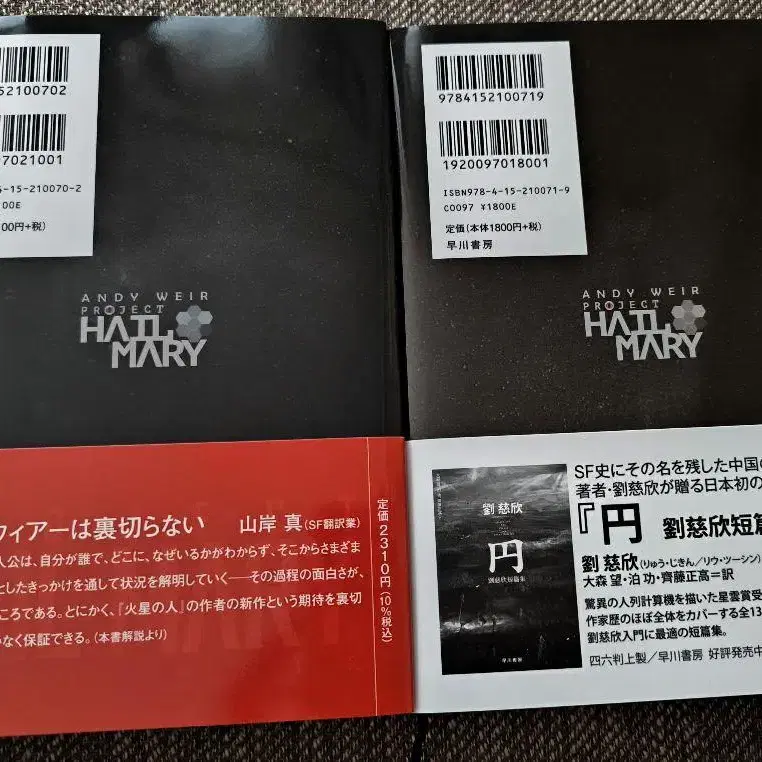 52100702
97021001
4-15-210070-2
00E
00円+税)
ANDY WEIR
PROJECT
HAIL
MARY
フィアーは裏切らない 山岸 真(SF翻訳業)
人公は、自分が誰で、どこに、なぜいるかがわからず、そこからさまざま
としたきっかけを通して状況を解明していく──その過程の面白さが、
ころである。とにかく、『火星の人』の作者の新作という期待を裏切
なく保証できる。(本書解説より)
定価2310円(10%税込)
9784152100719
1920097018001
ISBN978-4-15-210071-9
C0097 ¥1800E
定価(本体1800円+税)
早川書房
ANDY WEIR
PROJECT
HAIL
MARY
劉慈欣
円
劉慈欣短篇集
早川書房
SF史にその名を残した中国の
著者・劉慈欣が贈る日本初の
『円 劉慈欣短篇
劉 慈欣(りゅう・じきん/リウ・ツーシン)
大森 望・泊 功・齊藤正高=訳
驚異の人列計算機を描いた星雲賞受
作家歴のほぼ全体をカバーする全13
劉慈欣入門に最適の短篇集。
四六判上製/早川書房 好評発売中